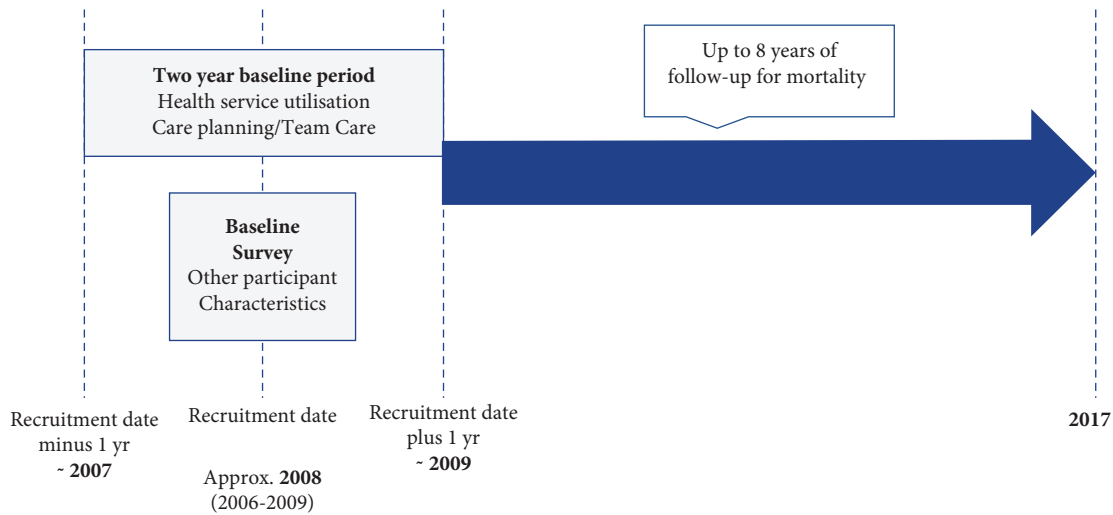 Two year baseline period
Health service utilisation
Care planning/Team Care
Up to 8 years of
follow-up for mortality
Baseline
Survey
Other participant
Characteristics
Recruitment date
minus 1 yr
~ 2007
Recruitment date
Approx. 2008
(2006-2009)
Recruitment date
plus 1 yr
~ 2009
2017